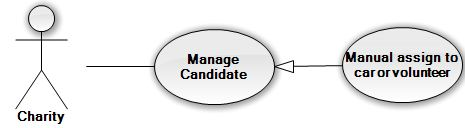 Manage
Candidate
Manual assign to
car or volunteer
Charity